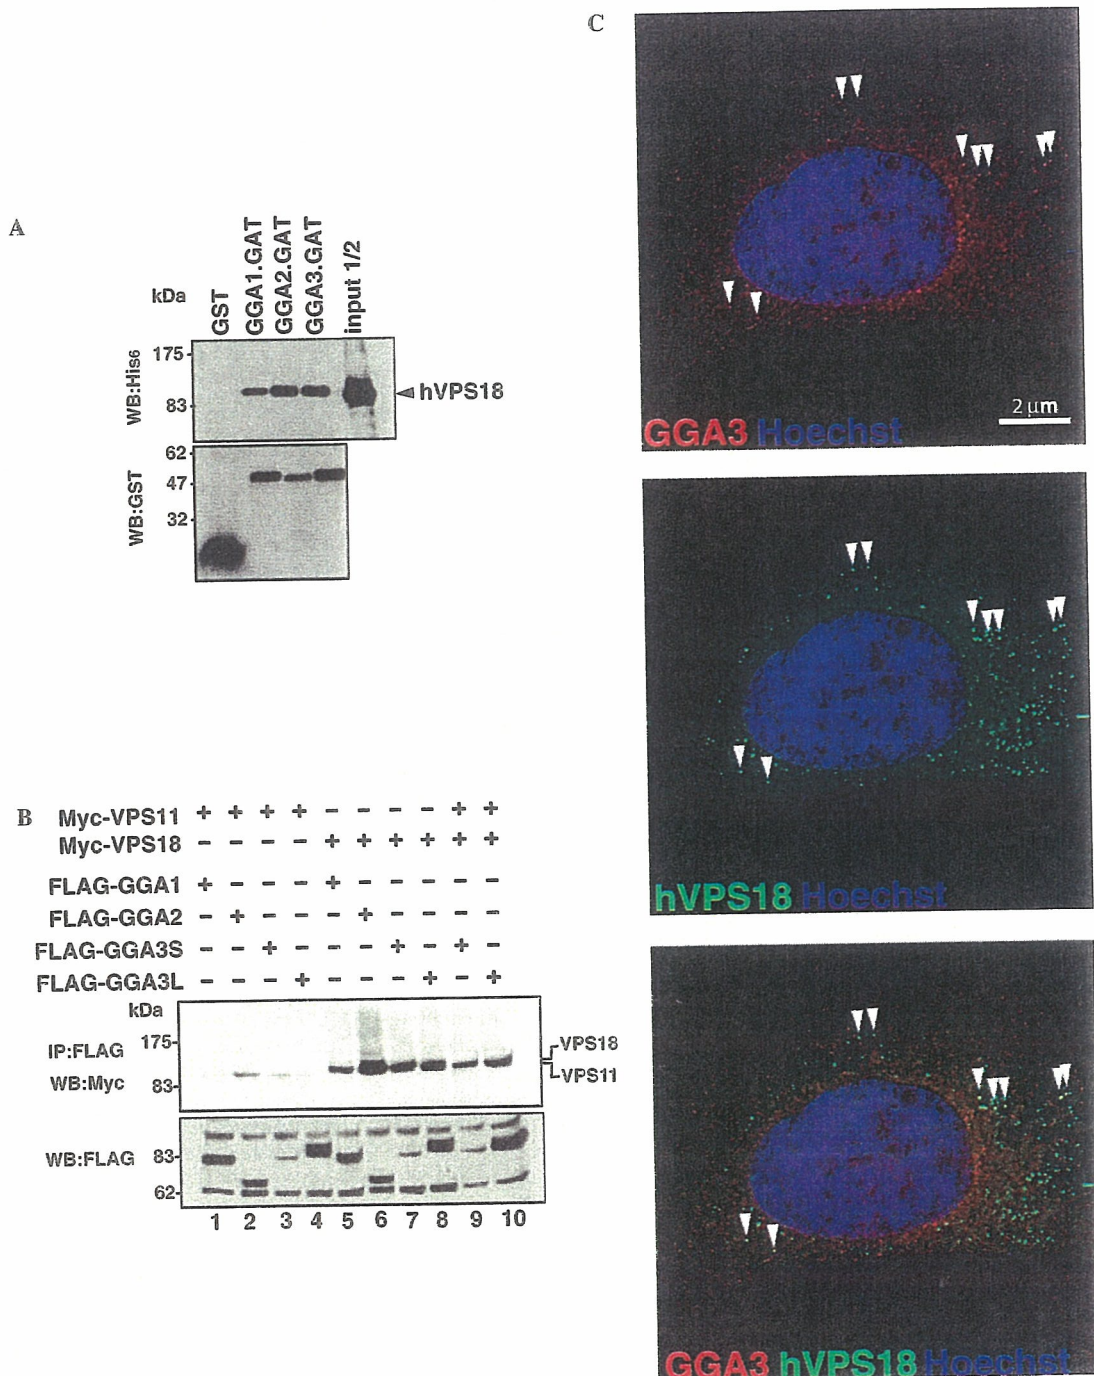 A
kDa
GST
GGA1.GAT
GGA2.GAT
GGA3.GAT
input 1/2
WB:His6
175
83
hVPS18
WB:GST
62
47
32
B
Myc-VPS11 + + + + - - - - + +
Myc-VPS18 - - - - + + + + + +
FLAG-GGA1 + - - - + - - - - -
FLAG-GGA2 - + - - - + - - - -
FLAG-GGA3S - - + - - - + - + -
FLAG-GGA3L - - - + - - - + - +
kDa
IP:FLAG
WB:Myc
175
83
VPS18
VPS11
WB:FLAG
83
62
1 2 3 4 5 6 7 8 9 10
C
2 μm
GGA3 Hoechst
hVPS18 Hoechst
GGA3 hVPS18 Hoechst